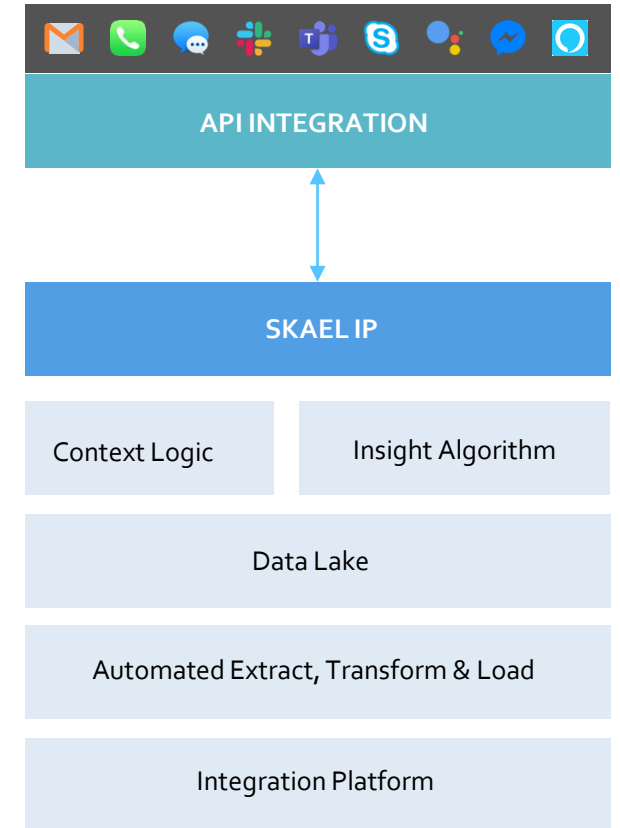 API INTEGRATION
SKAEL IP
Context Logic
Insight Algorithm
Data Lake
Automated Extract, Transform & Load
Integration Platform